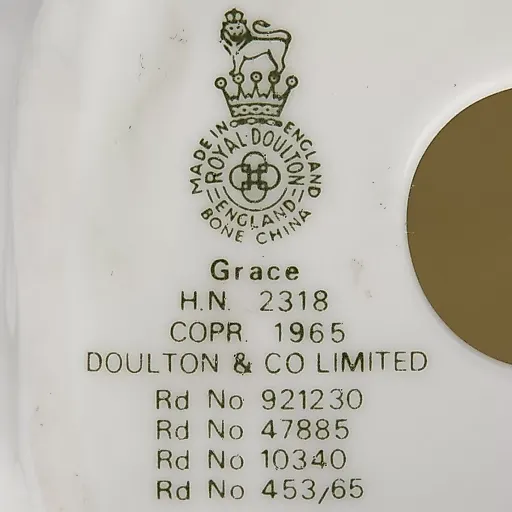 MADE IN ENGLAND
ROYAL·DOULTON
ENGLAND
BONE CHINA
Grace
H.N. 2318
COPR. 1965
DOULTON & CO LIMITED
Rd No 921230
Rd No 47885
Rd No 10340
Rd No 453/65